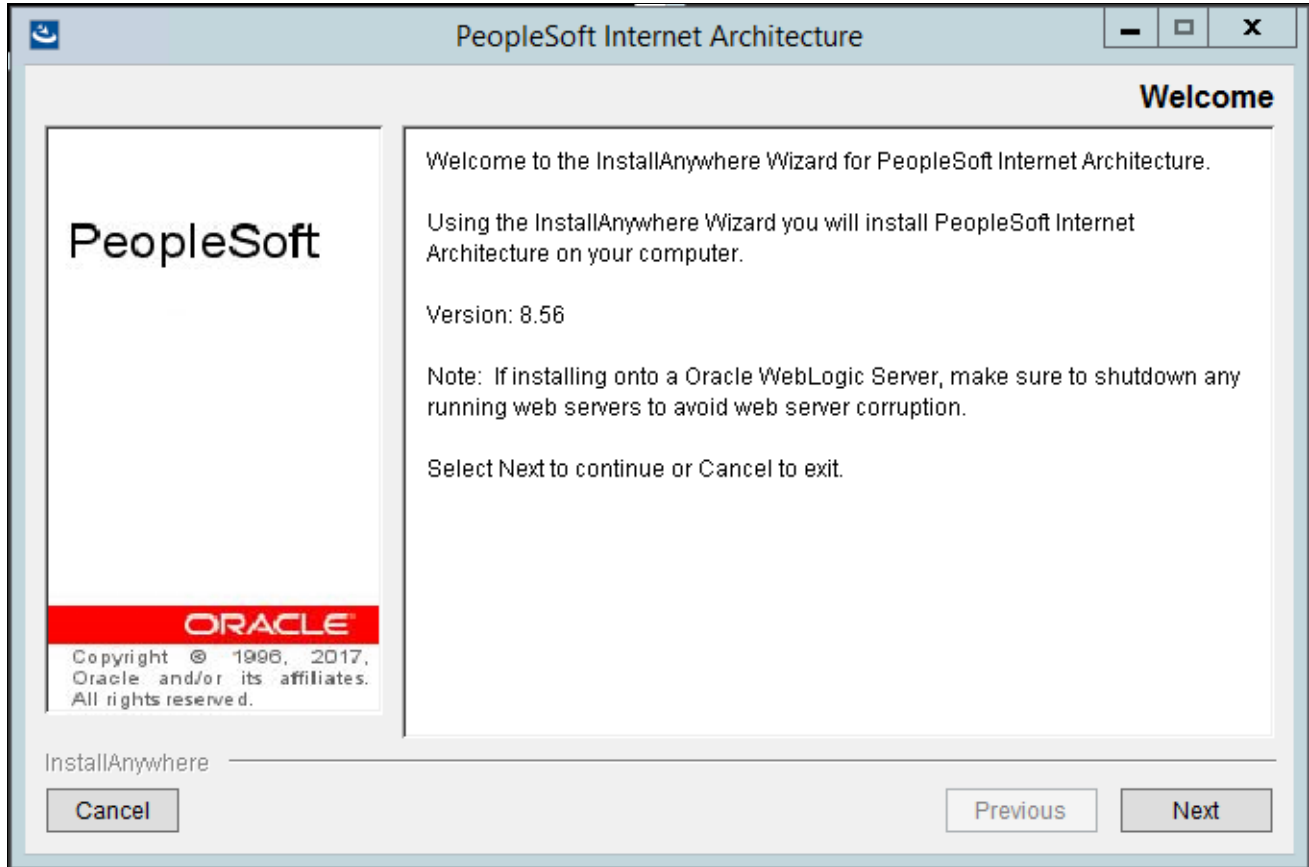 PeopleSoft Internet Architecture
Welcome
PeopleSoft
ORACLE
Copyright © 1996, 2017,
Oracle and/or its affiliates.
All rights reserved.
Welcome to the InstallAnywhere Wizard for PeopleSoft Internet Architecture.
Using the InstallAnywhere Wizard you will install PeopleSoft Internet
Architecture on your computer.
Version: 8.56
Note:  If installing onto a Oracle WebLogic Server, make sure to shutdown any
running web servers to avoid web server corruption.
Select Next to continue or Cancel to exit.
InstallAnywhere
Cancel
Previous
Next